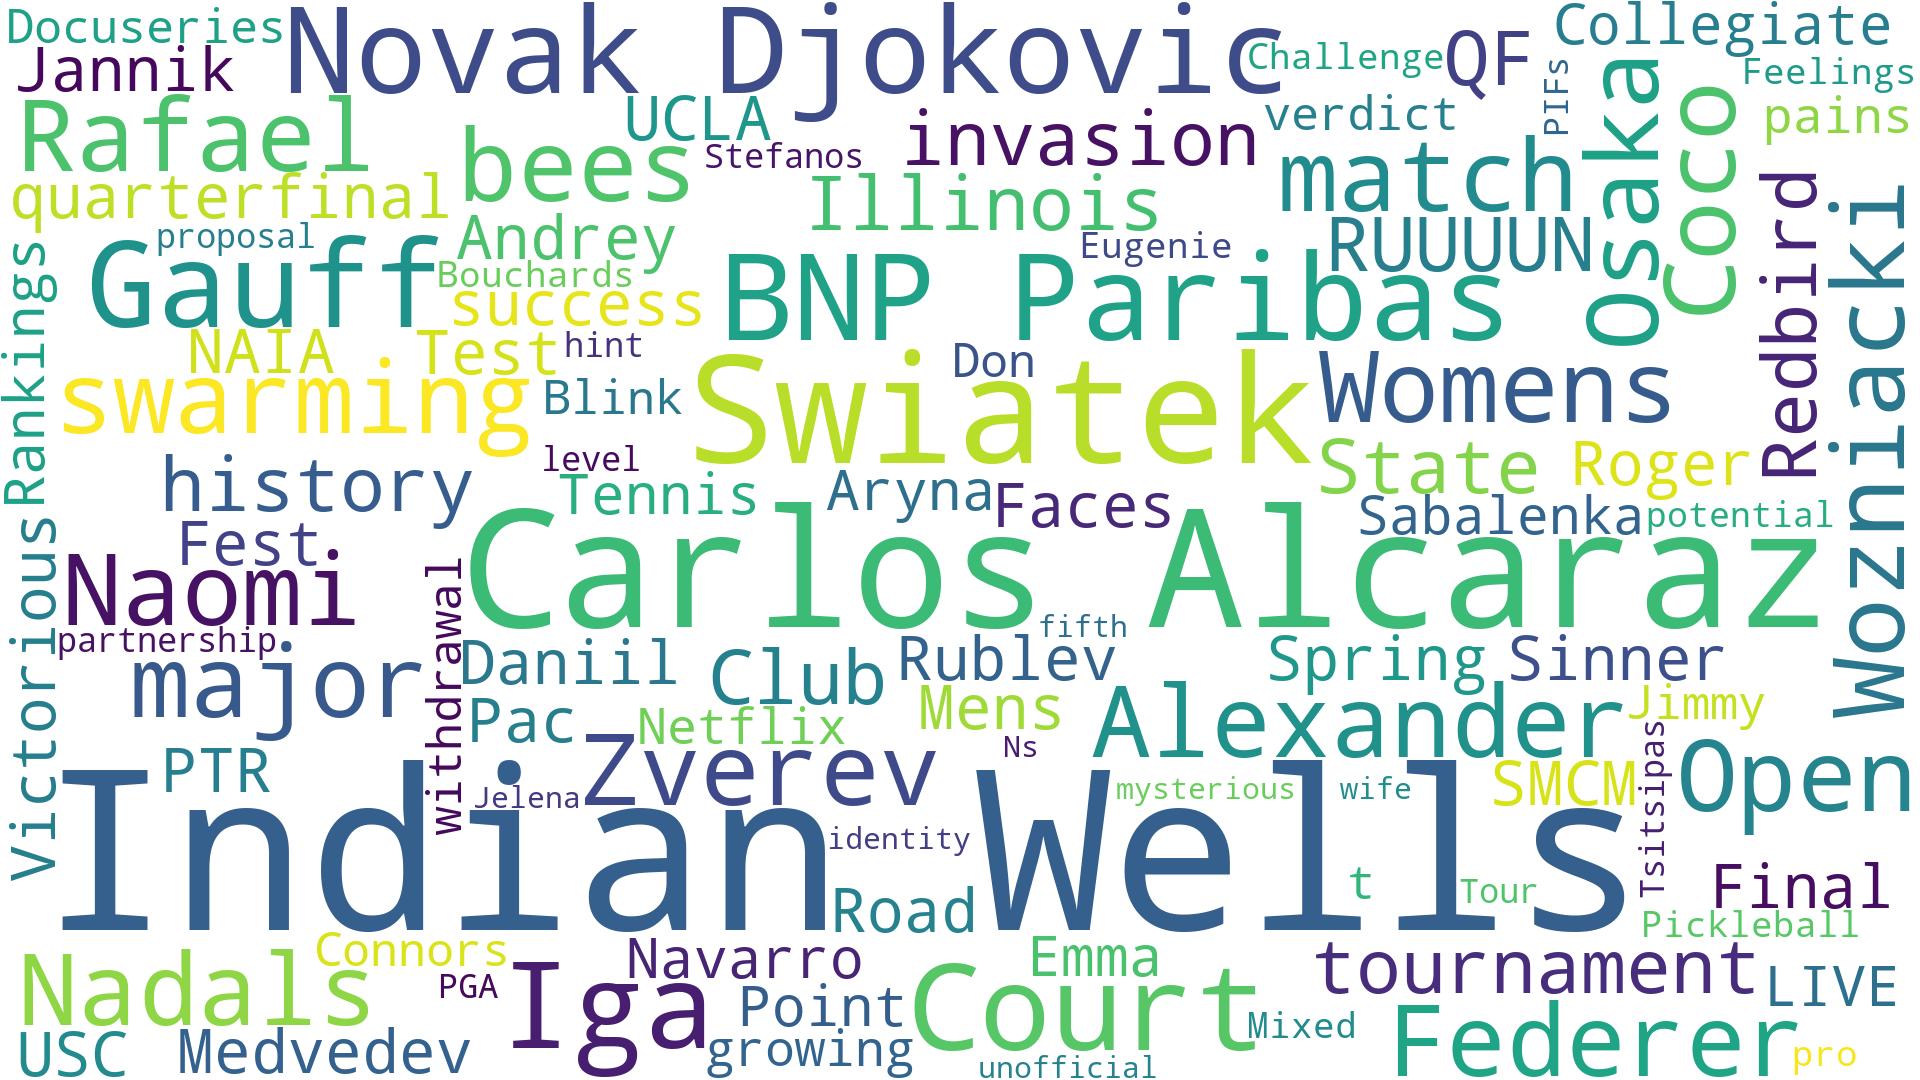 Docuseries
Novak Djokovic
Challenge
QF
Collegiate
Jannik
Feelings
PIFs
Osaka
Coco
Rafael
UCLA
invasion
verdict
pains
bees
Stefanos
match
quarterfinal
Illinois
Redbird
Wozniacki
proposal
Andrey
Eugenie
RUUUUN
Gauff
Bouchards
BNP Paribas
Rankings
success
NAIA
Test
hint
Don
swarming
Blink
Swiatek
Womens
level
history
Tennis
Aryna
Faces
State
Roger
Sabalenka
potential
Fest
Carlos Alcaraz
Naomi
withdrawal
Victorious
partnership
fifth
major
Daniil
Club
Rublev
Spring
Sinner
Pac
Netflix
Mens
Alexander
Jimmy
PTR
Zverev
Ns
Tsitsipas
Open
Jelena
mysterious
wife
SMCM
Indian Wells
identity
Road
t
Tour
Final
Pickleball
Connors
Navarro
Emma
tournament
Nadals
PGA
Iga
Point
Court
LIVE
Mixed
Federer
USC
Medvedev
growing
unofficial
pro